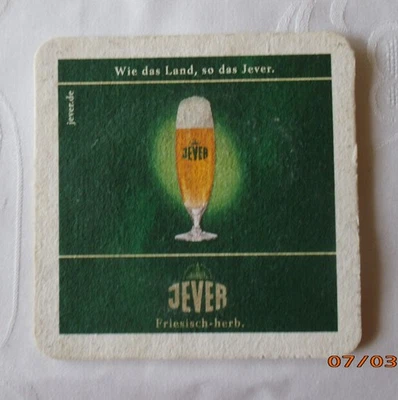 Wie das Land, so das Jever.
jever.de
JEVER
JEVER
Friesisch-herb.
07/03